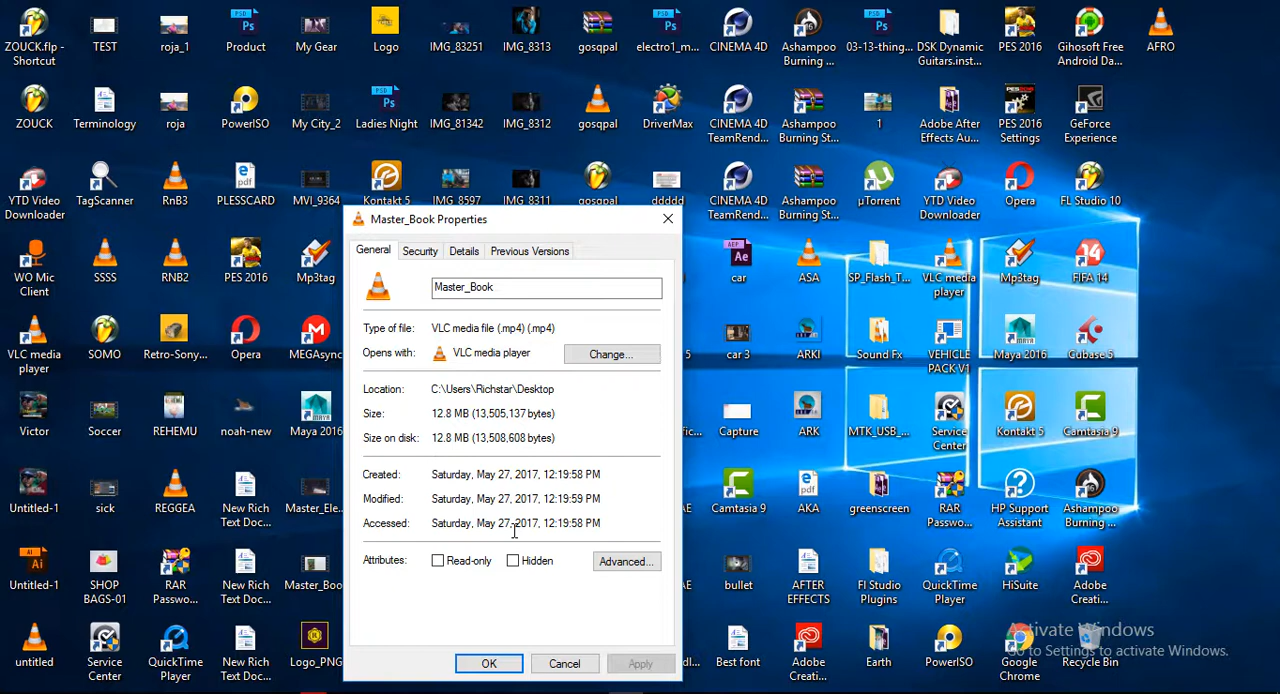 ZOUCK.flp -
Shortcut
TEST
roja_1
Product
My Gear
Logo
IMG_83251
IMG_8313
gosqpal
electro1_m...
CINEMA 4D
Ashampoo
Burning ...
03-13-thing...
DSK Dynamic
Guitars.inst...
PES 2016
Gihosoft Free
Android Da...
AFRO
ZOUCK
Terminology
roja
PowerISO
My City_2
Ladies Night
IMG_81342
IMG_8312
gosqpal
DriverMax
CINEMA 4D
TeamRend...
Ashampoo
Burning St...
1
Adobe After
Effects Au...
PES 2016
Settings
GeForce
Experience
YTD Video
Downloader
TagScanner
RnB3
PLESSCARD
MVI_9364
Kontakt 5
IMG_8597
IMG_8311
gosqpal
ddddd
CINEMA 4D
TeamRend...
Ashampoo
Burning St...
µTorrent
YTD Video
Downloader
Opera
FL Studio 10
Master_Book Properties
General
Security
Details
Previous Versions
Master_Book
Type of file:
VLC media file (.mp4) (.mp4)
Opens with:
VLC media player
Change...
Location:
C:\Users\Richstar\Desktop
Size:
12.8 MB (13,505,137 bytes)
Size on disk:
12.8 MB (13,508,608 bytes)
Created:
Saturday, May 27, 2017, 12:19:58 PM
Modified:
Saturday, May 27, 2017, 12:19:59 PM
Accessed:
Saturday, May 27, 2017, 12:19:58 PM
Attributes:
Read-only
Hidden
Advanced...
OK
Cancel
Apply
WO Mic
Client
SSSS
RNB2
PES 2016
Mp3tag
car
ASA
SP_Flash_T...
VLC media
player
Mp3tag
FIFA 14
VLC media
player
SOMO
Retro-Sony...
Opera
MEGAsync
5
car 3
ARKI
Sound Fx
VEHICLE
PACK V1
Maya 2016
Cubase 5
Victor
Soccer
REHEMU
noah-new
Maya 2016
fic...
Capture
ARK
MTK_USB_...
Service
Center
Kontakt 5
Camtasia 9
Untitled-1
sick
REGGEA
New Rich
Text Doc...
Master_Ele...
Camtasia 9
AKA
greenscreen
RAR
Passwo...
HP Support
Assistant
Ashampoo
Burning ...
Untitled-1
SHOP
BAGS-01
RAR
Passwo...
New Rich
Text Doc...
Master_Boo
bullet
AFTER
EFFECTS
Fl Studio
Plugins
QuickTime
Player
HiSuite
Adobe
Creati...
untitled
Service
Center
QuickTime
Player
New Rich
Text Doc...
Logo_PNG
Best font
Adobe
Creati...
Earth
PowerISO
Google
Chrome
Recycle Bin
Activate Windows
Go to Settings to activate Windows.